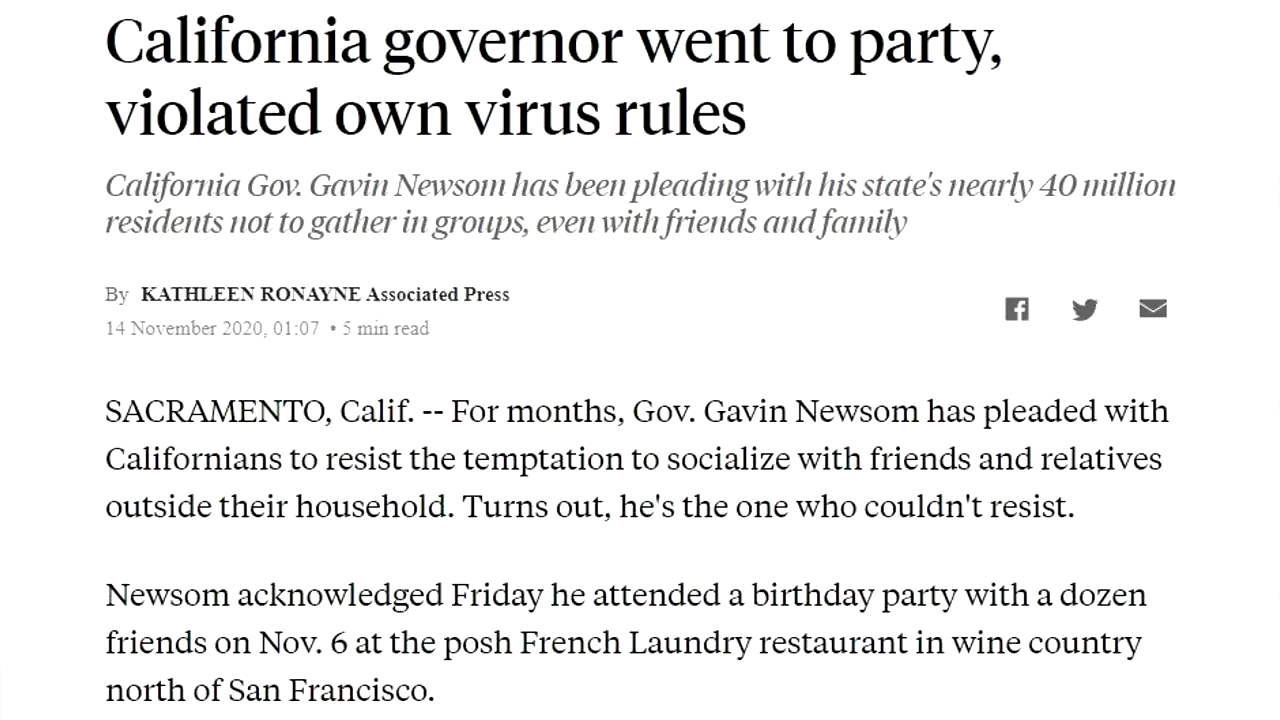 California governor went to party,
violated own virus rules
California Gov. Gavin Newsom has been pleading with his state's nearly 40 million
residents not to gather in groups, even with friends and family
By KATHLEEN RONAYNE Associated Press
14 November 2020, 01:07 • 5 min read
SACRAMENTO, Calif. -- For months, Gov. Gavin Newsom has pleaded with
Californians to resist the temptation to socialize with friends and relatives
outside their household. Turns out, he's the one who couldn't resist.
Newsom acknowledged Friday he attended a birthday party with a dozen
friends on Nov. 6 at the posh French Laundry restaurant in wine country
north of San Francisco.